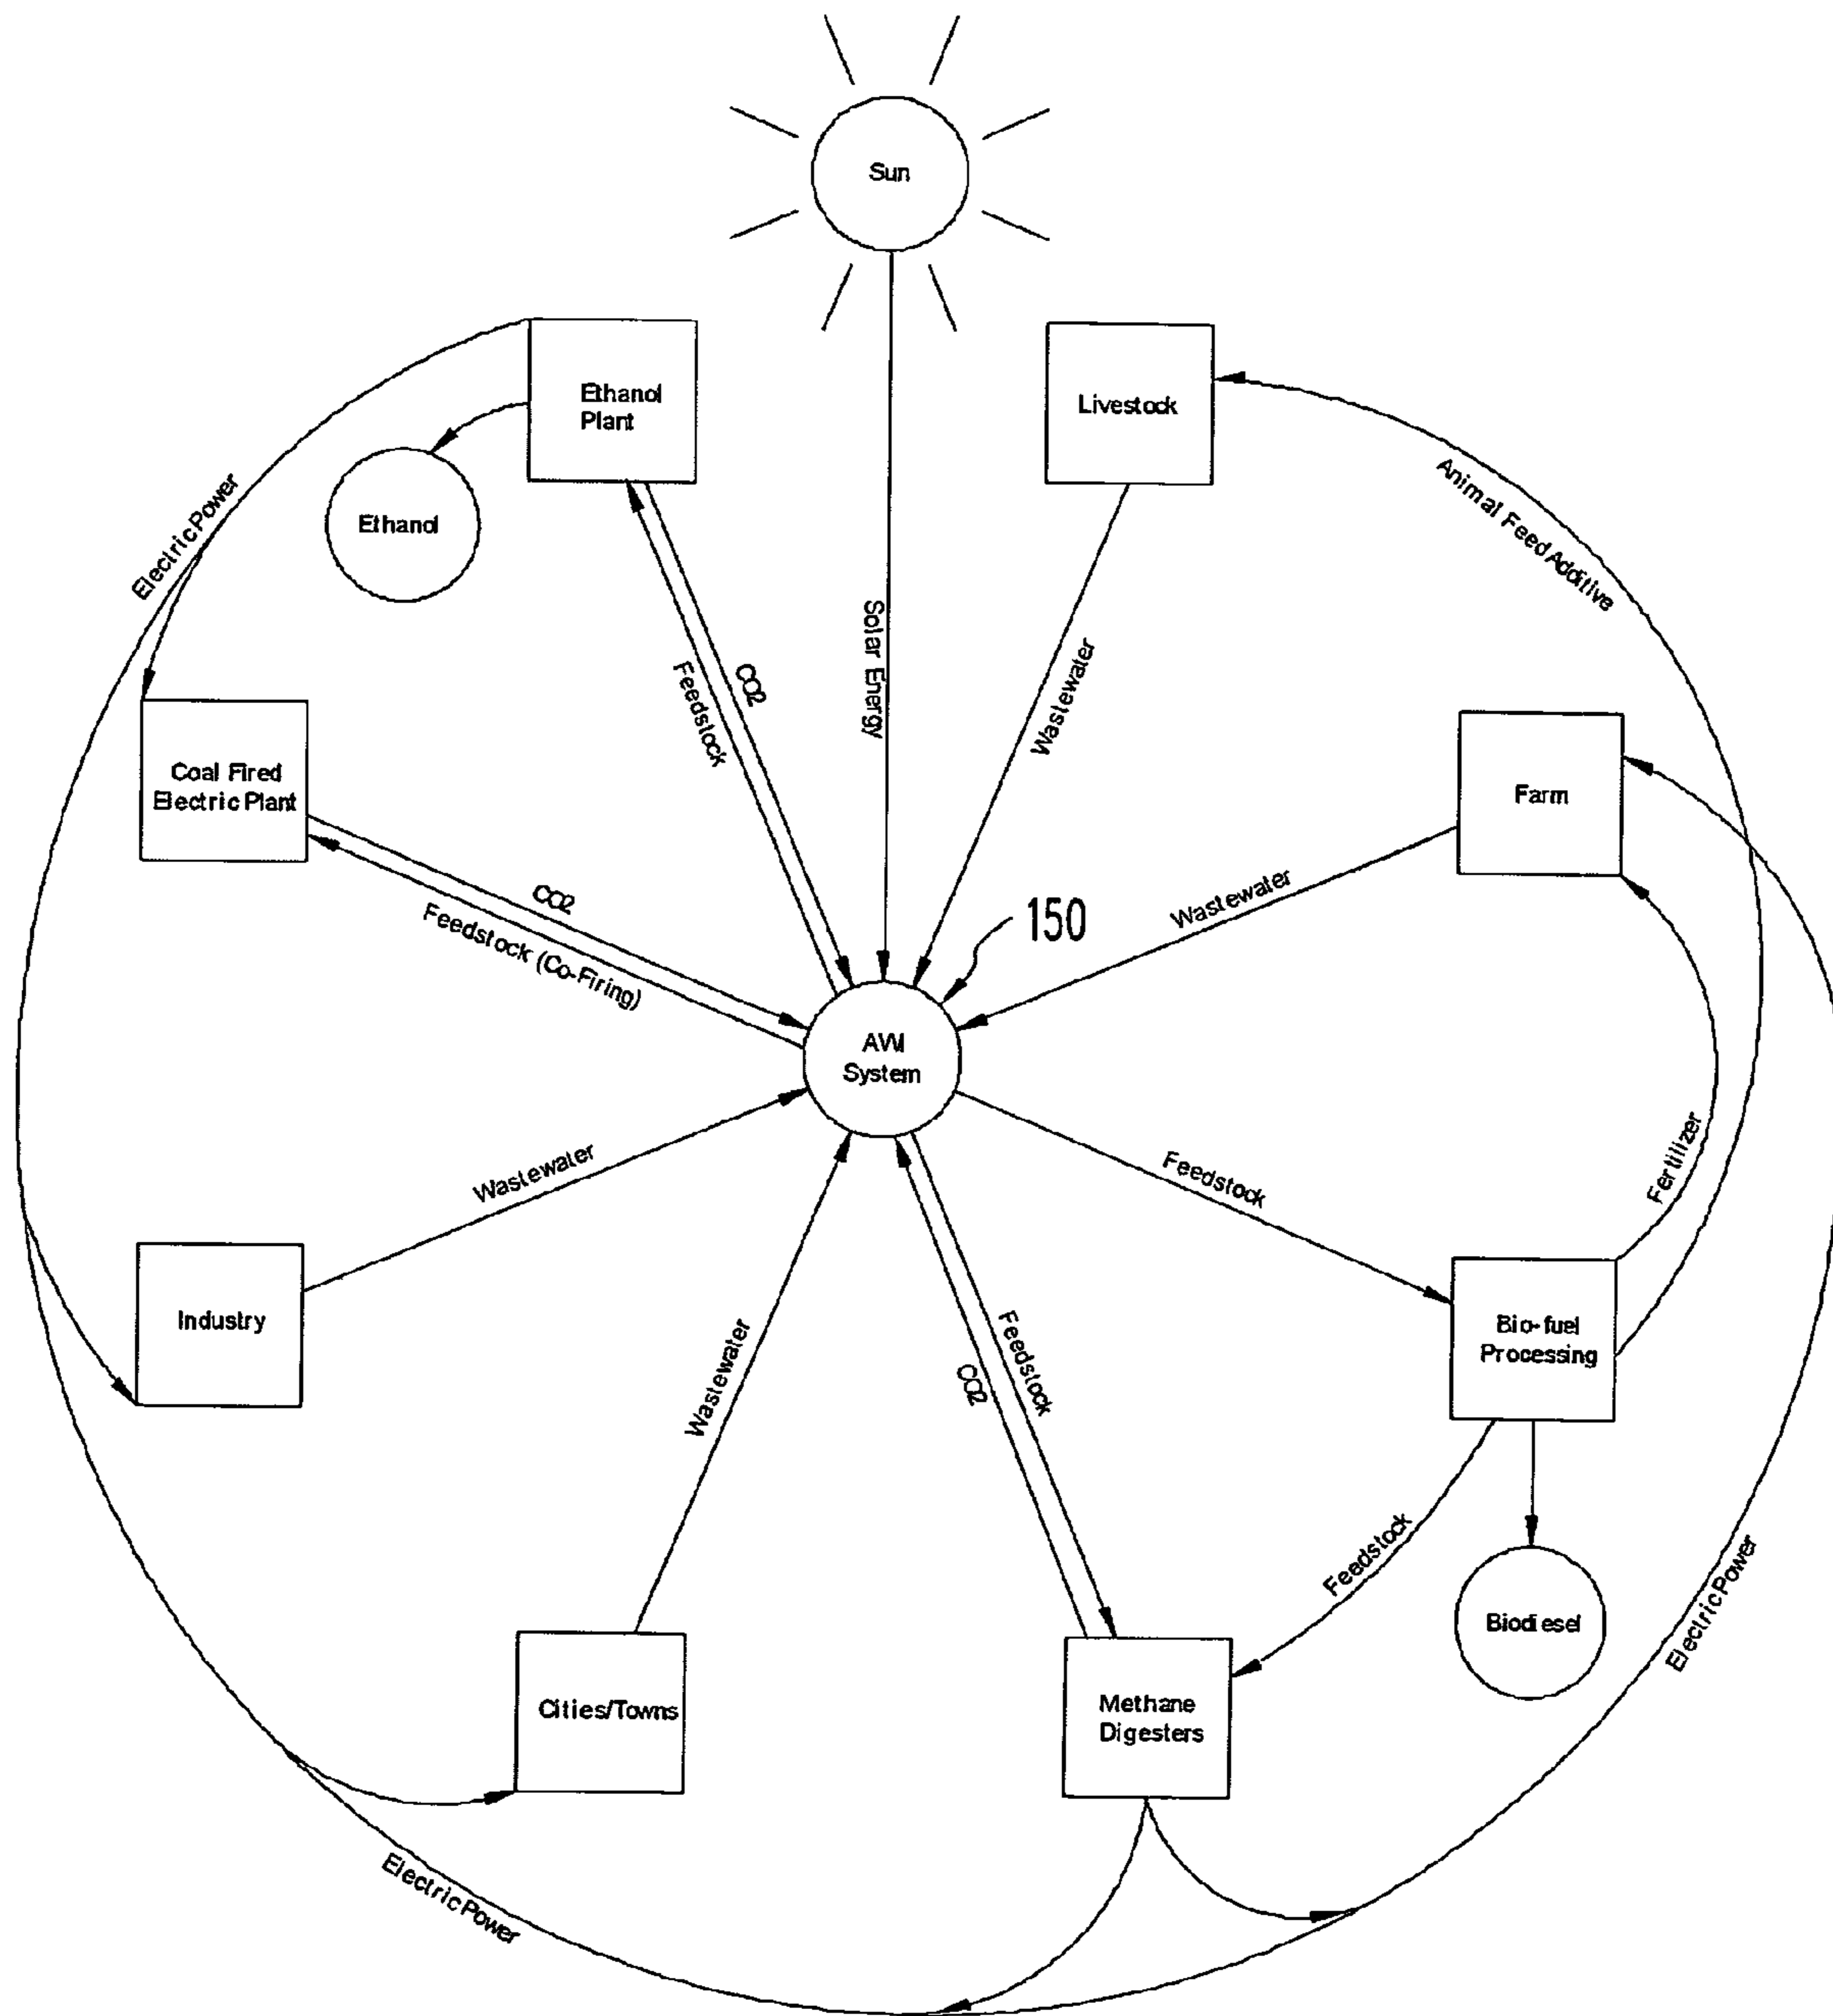 Sun
Ethanol
Plant
Livestock
Ethanol
Electric Power
Animal Feed Additive
Solar Energy
CO2
Feedstock
Wastewater
Coal Fired
Electric Plant
Farm
CO2
Feedstock (Co-Firing)
Wastewater
150
AWI
System
Wastewater
Feedstock
Fertilizer
Industry
Bio-fuel
Processing
Wastewater
Feedstock
CO2
Feedstock
Biodiesel
Electric Power
Cities/Towns
Methane
Digesters
Electric Power